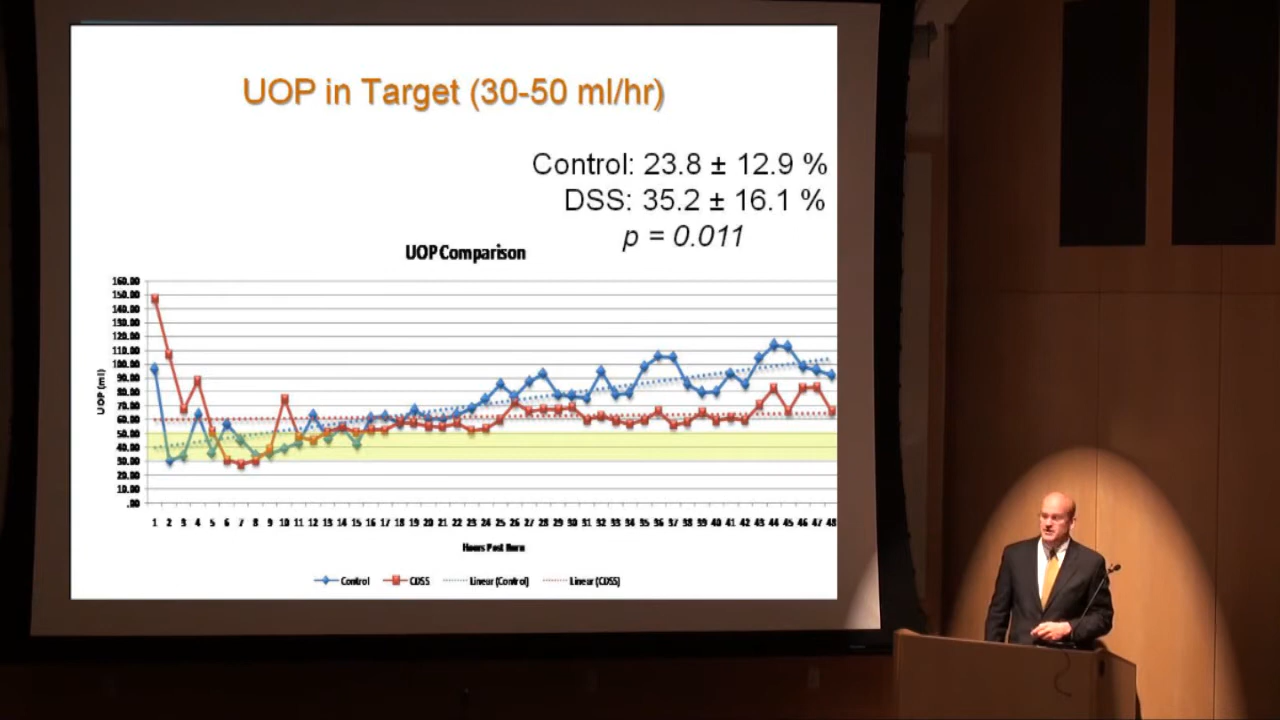 UOP in Target (30-50 ml/hr)
Control: 23.8 ± 12.9 %
DSS: 35.2 ± 16.1 %
p = 0.011
UOP Comparison
160.00
150.00
140.00
130.00
120.00
110.00
100.00
90.00
80.00
70.00
60.00
50.00
40.00
30.00
20.00
10.00
.00
UOP (ml)
1 2 3 4 5 6 7 8 9 10 11 12 13 14 15 16 17 18 19 20 21 22 23 24 25 26 27 28 29 30 31 32 33 34 35 36 37 38 39 40 41 42 43 44 45 46 47 48
Hours Post Burn
Control CDSS Linear (Control) Linear (CDSS)